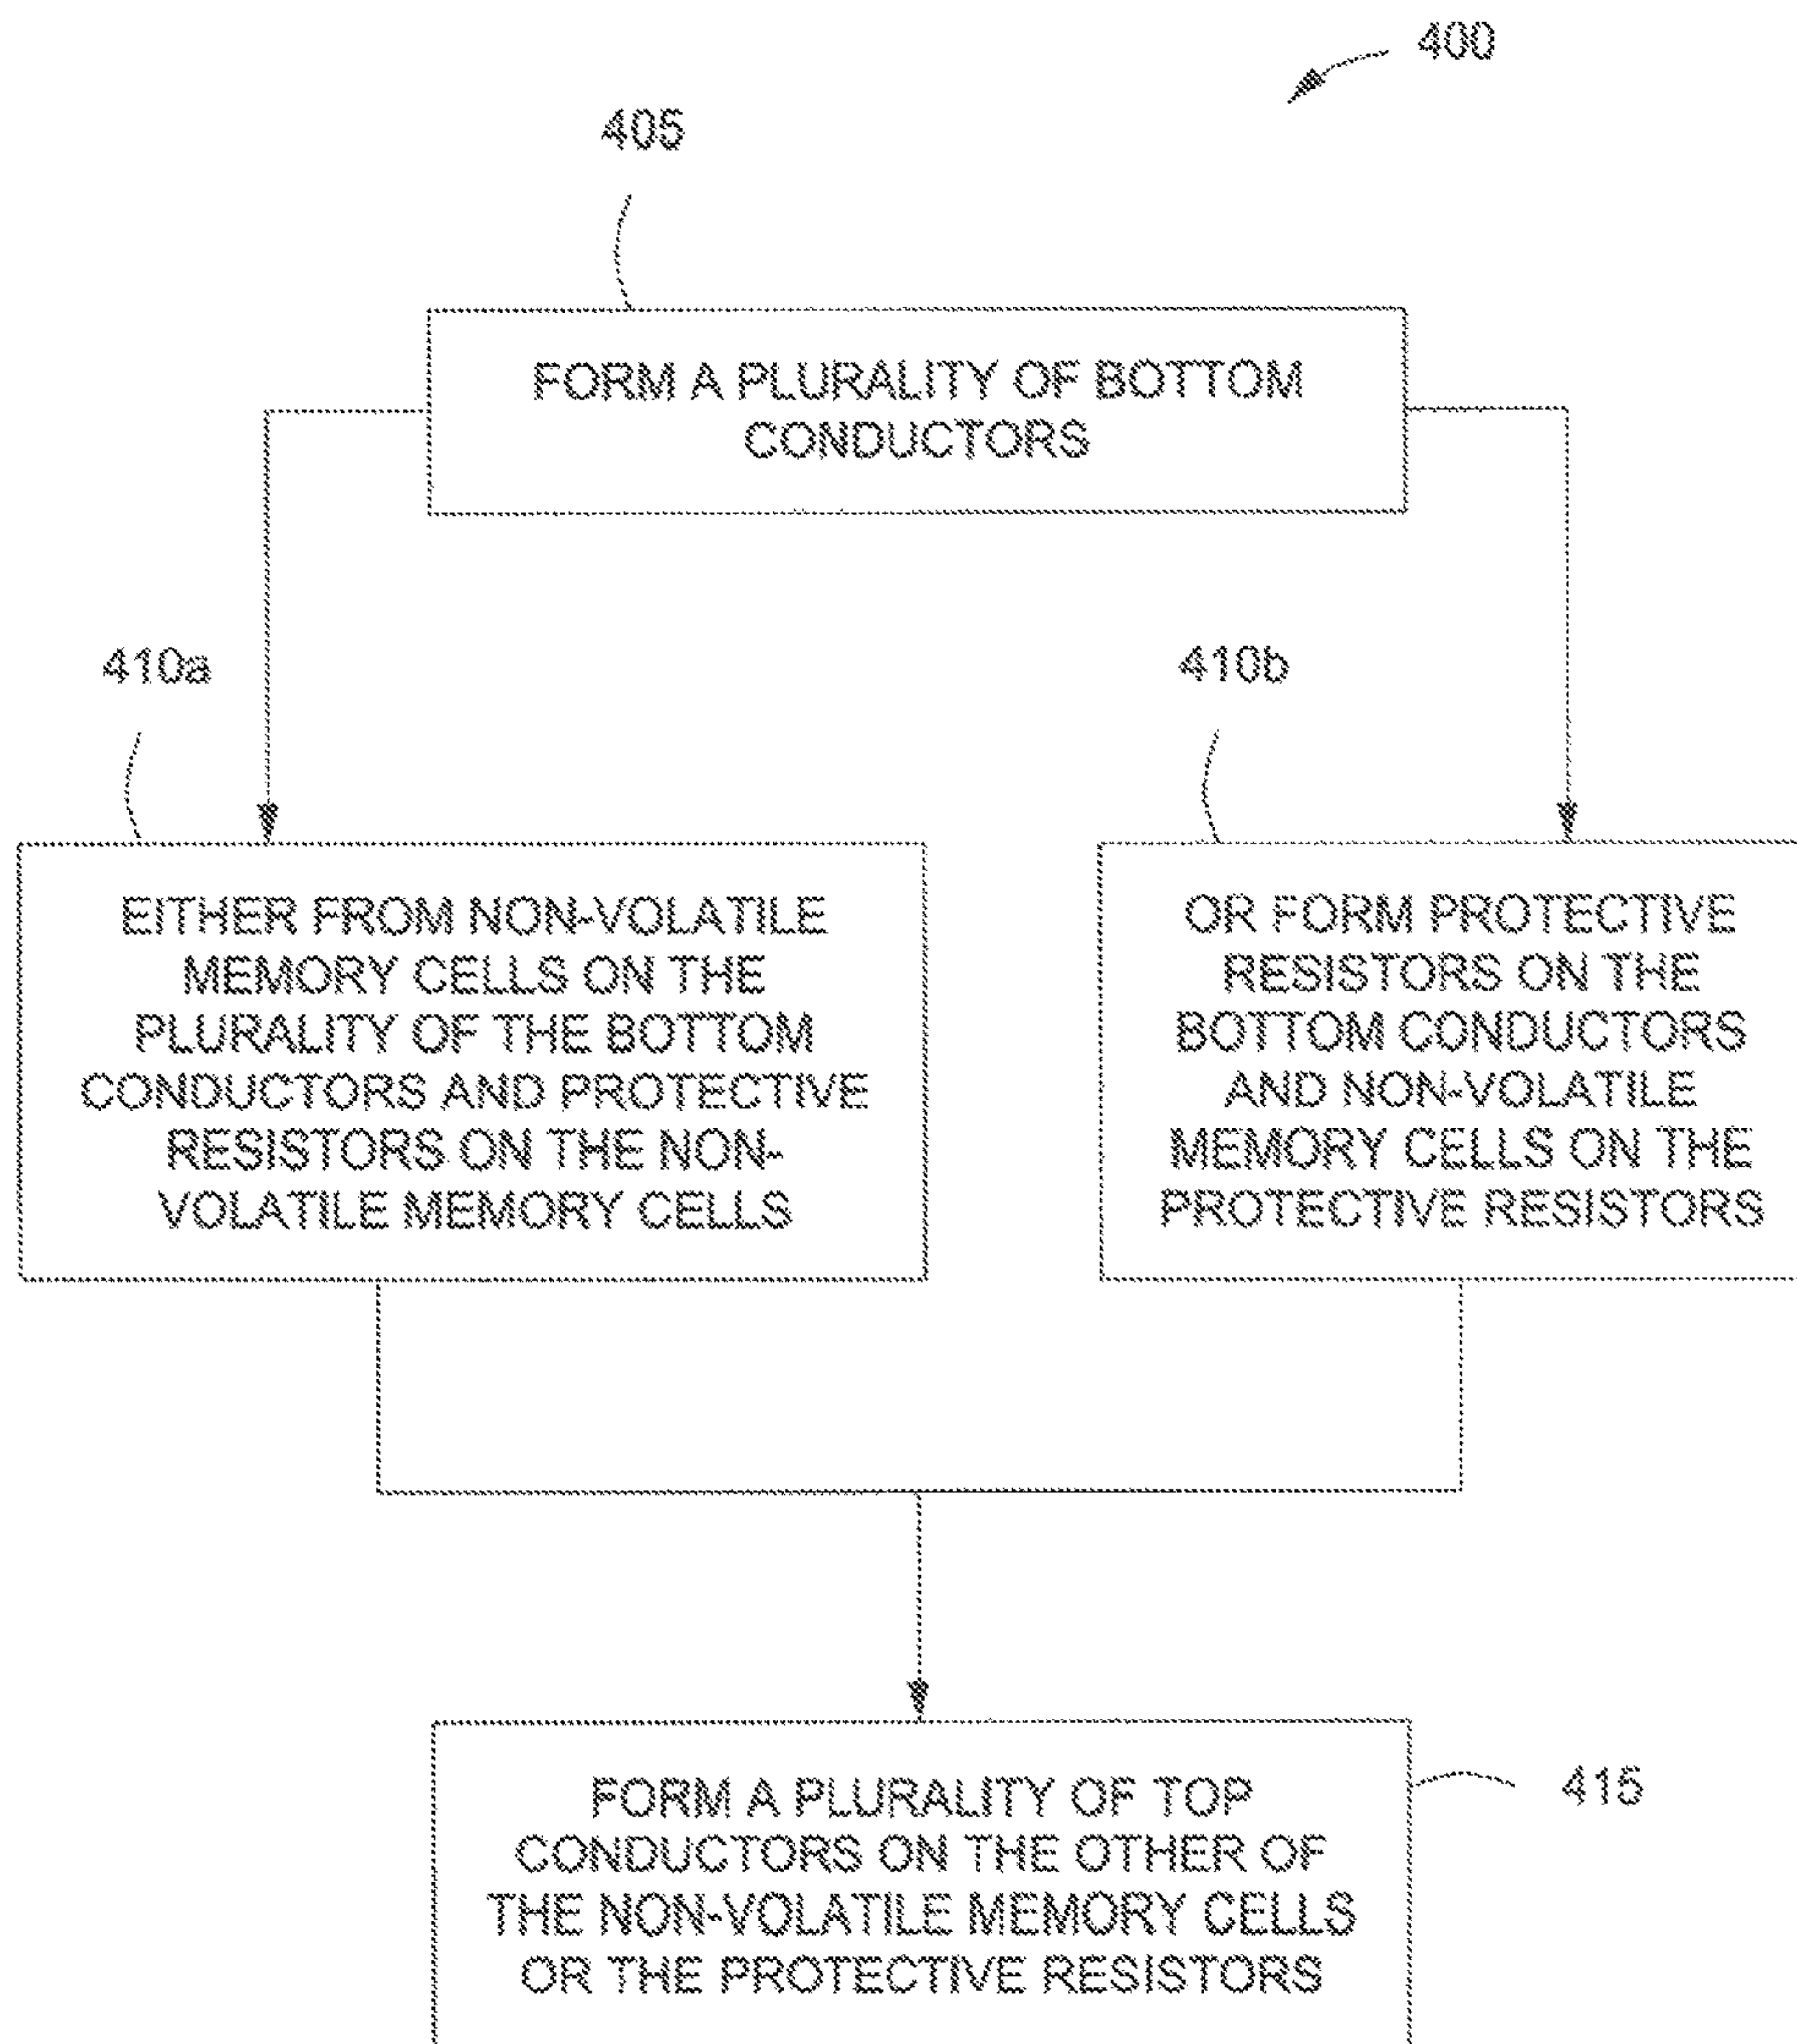 400
405
FORM A PLURALITY OF BOTTOM
CONDUCTORS
410a
EITHER FROM NON-VOLATILE
MEMORY CELLS ON THE
PLURALITY OF THE BOTTOM
CONDUCTORS AND PROTECTIVE
RESISTORS ON THE NON-
VOLATILE MEMORY CELLS
410b
OR FORM PROTECTIVE
RESISTORS ON THE
BOTTOM CONDUCTORS
AND NON-VOLATILE
MEMORY CELLS ON THE
PROTECTIVE RESISTORS
FORM A PLURALITY OF TOP
CONDUCTORS ON THE OTHER OF
THE NON-VOLATILE MEMORY CELLS
OR THE PROTECTIVE RESISTORS
415